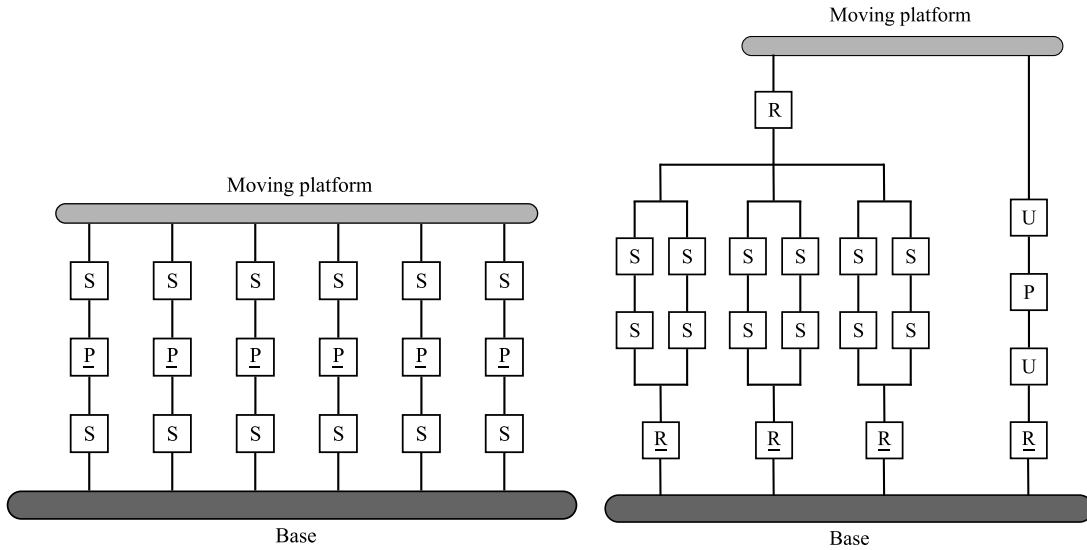 Moving platform
S S S S S S
P P P P P P
S S S S S S
Base
Moving platform
R
S S S S S S U
P
S S S S S S U
R R R R
Base